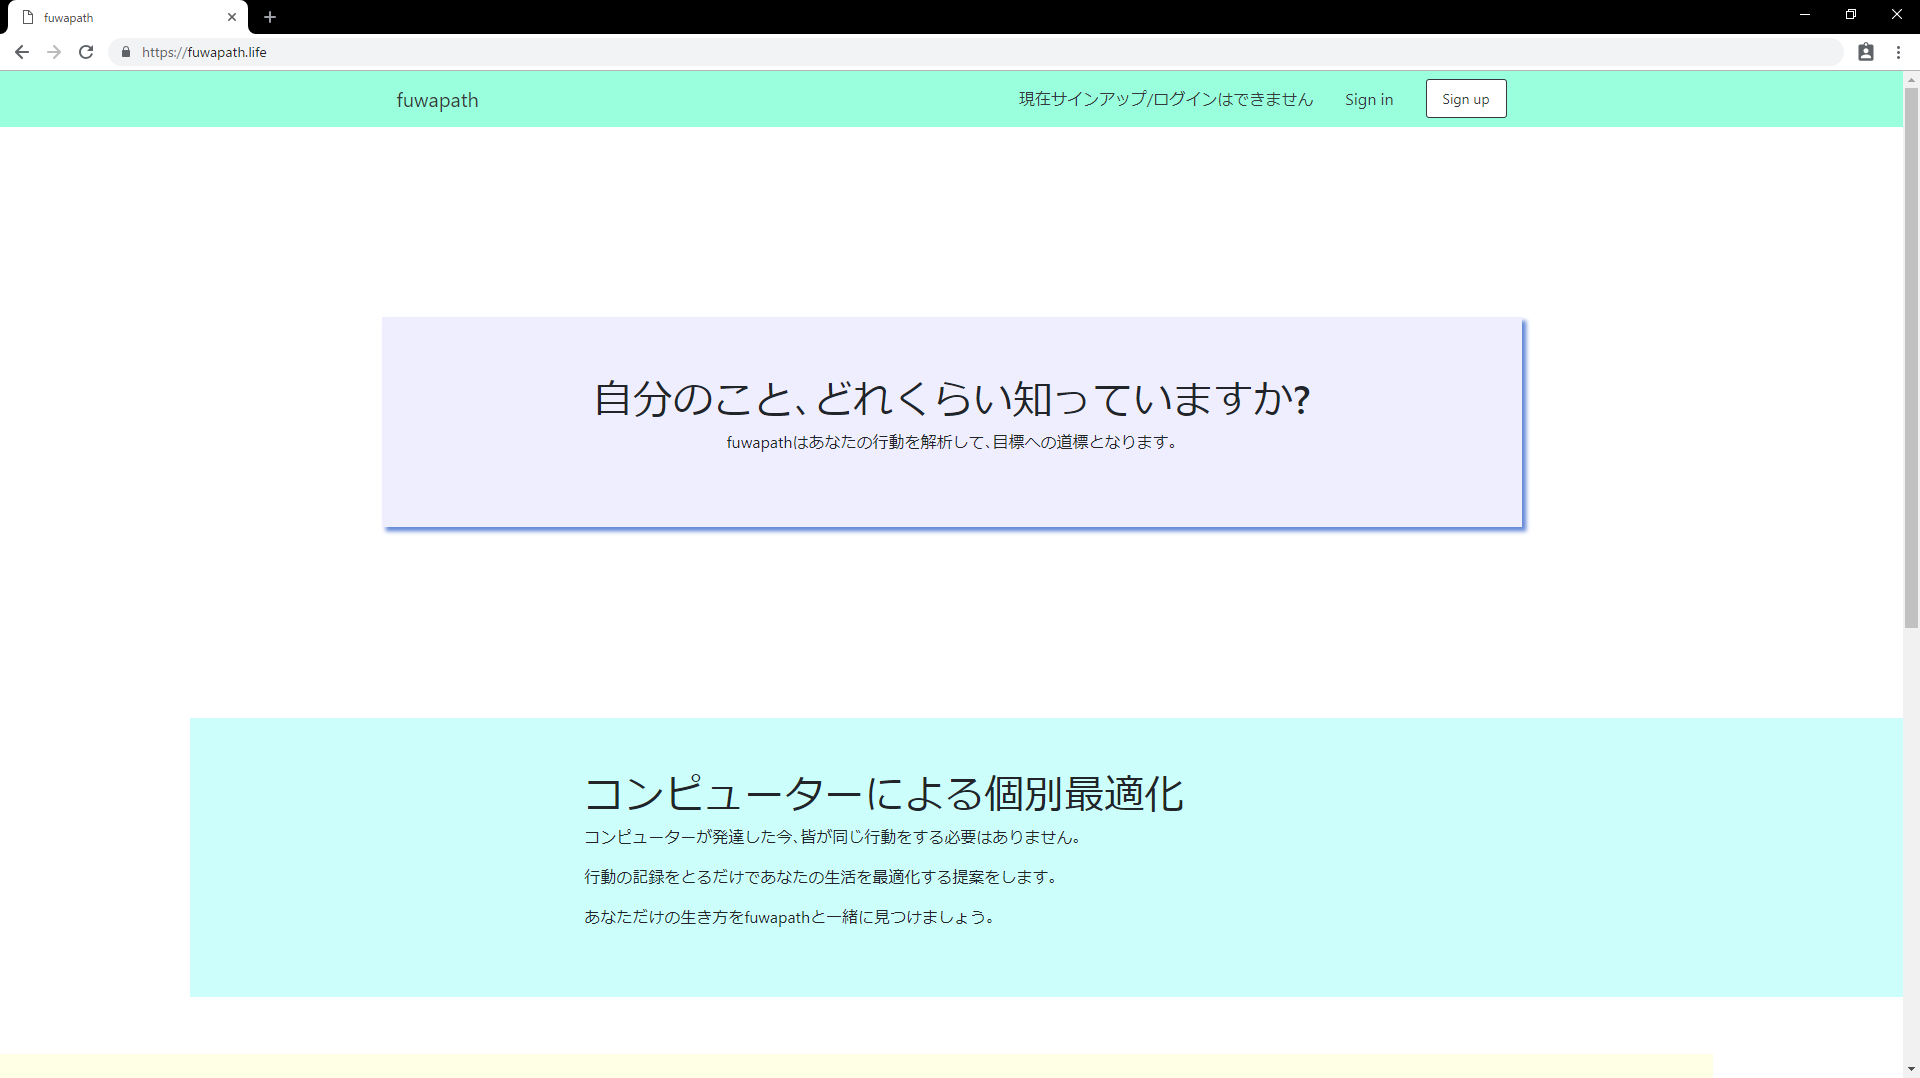 fuwapath
https://fuwapath.life
fuwapath
現在サインアップ/ログインはできません
Sign in
Sign up
自分のこと、どれくらい知っていますか?
fuwapathはあなたの行動を解析して、目標への道標となります。
コンピューターによる個別最適化
コンピューターが発達した今、皆が同じ行動をする必要はありません。
行動の記録をとるだけであなたの生活を最適化する提案をします。
あなただけの生き方をfuwapathと一緒に見つけましょう。